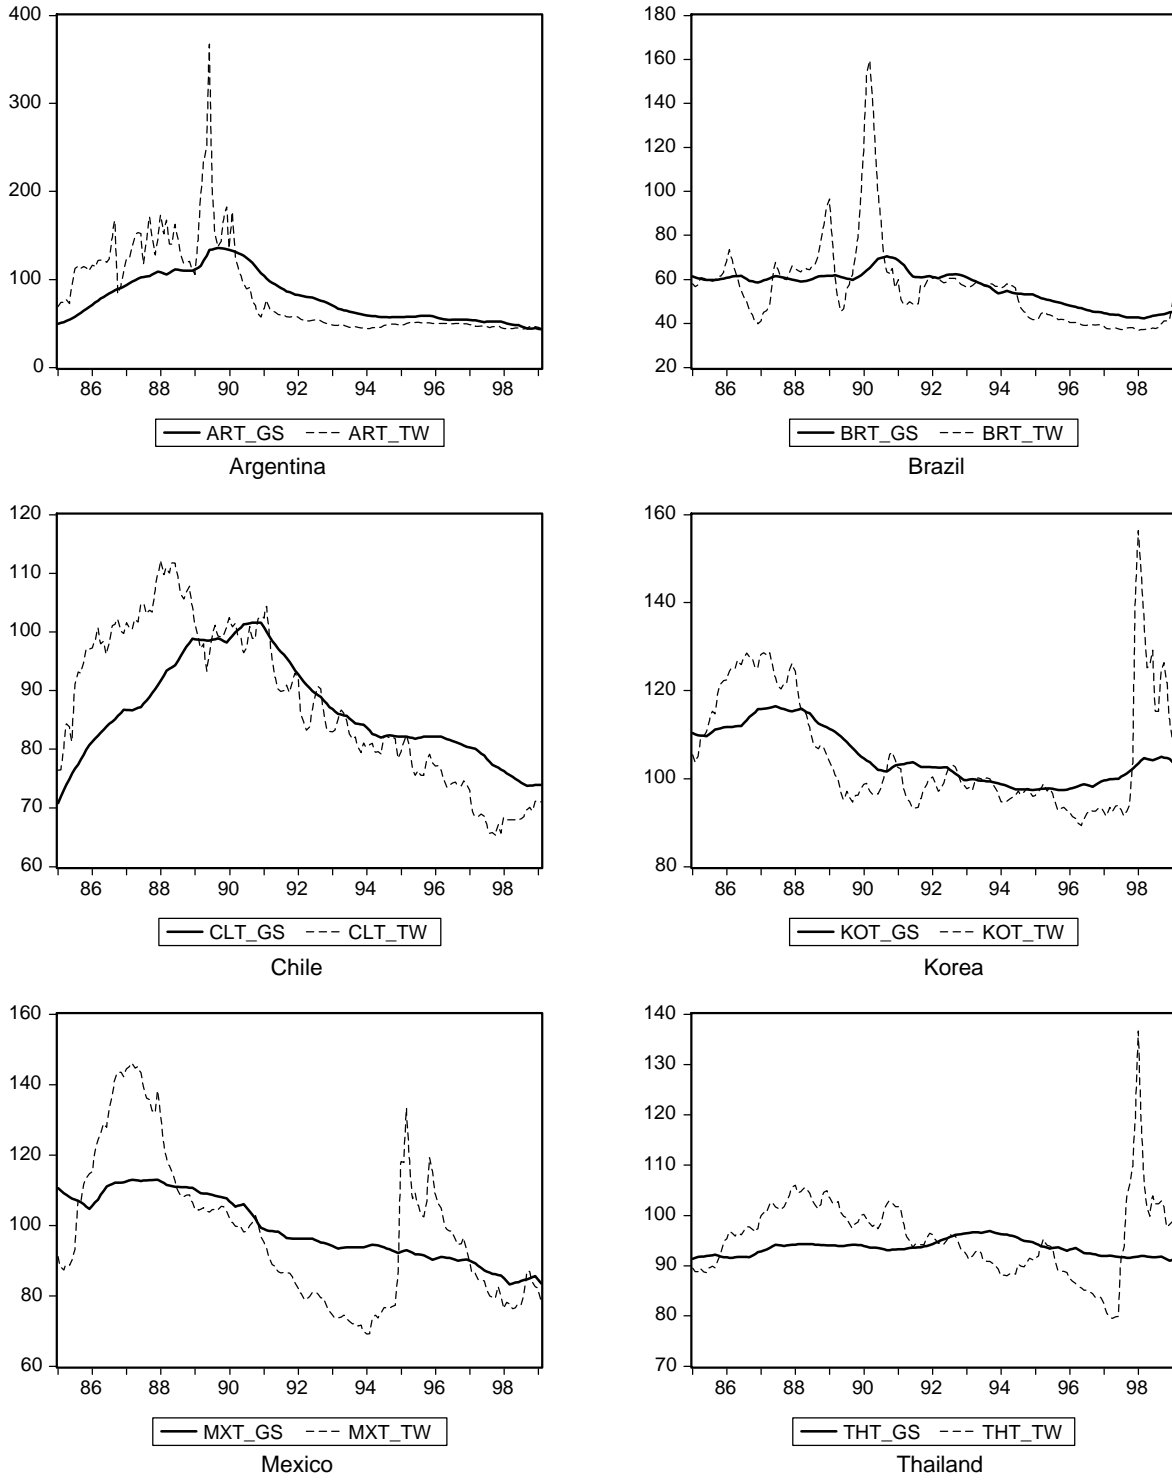 400
300
200
100
0
86 88 90 92 94 96 98
ART_GS ART_TW
Argentina
180
160
140
120
100
80
60
40
20
86 88 90 92 94 96 98
BRT_GS BRT_TW
Brazil
120
110
100
90
80
70
60
86 88 90 92 94 96 98
CLT_GS CLT_TW
Chile
160
140
120
100
80
86 88 90 92 94 96 98
KOT_GS KOT_TW
Korea
160
140
120
100
80
60
86 88 90 92 94 96 98
MXT_GS MXT_TW
Mexico
140
130
120
110
100
90
80
70
86 88 90 92 94 96 98
THT_GS THT_TW
Thailand